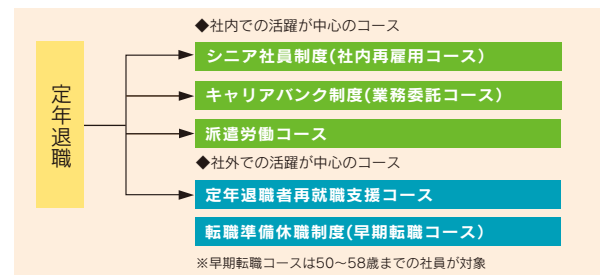 ◆社内での活躍が中心のコース
シニア社員制度(社内再雇用コース)
キャリアバンク制度(業務委託コース)
派遣労働コース
定年退職
◆社外での活躍が中心のコース
定年退職者再就職支援コース
転職準備休職制度(早期転職コース)
※早期転職コースは50〜58歳までの社員が対象